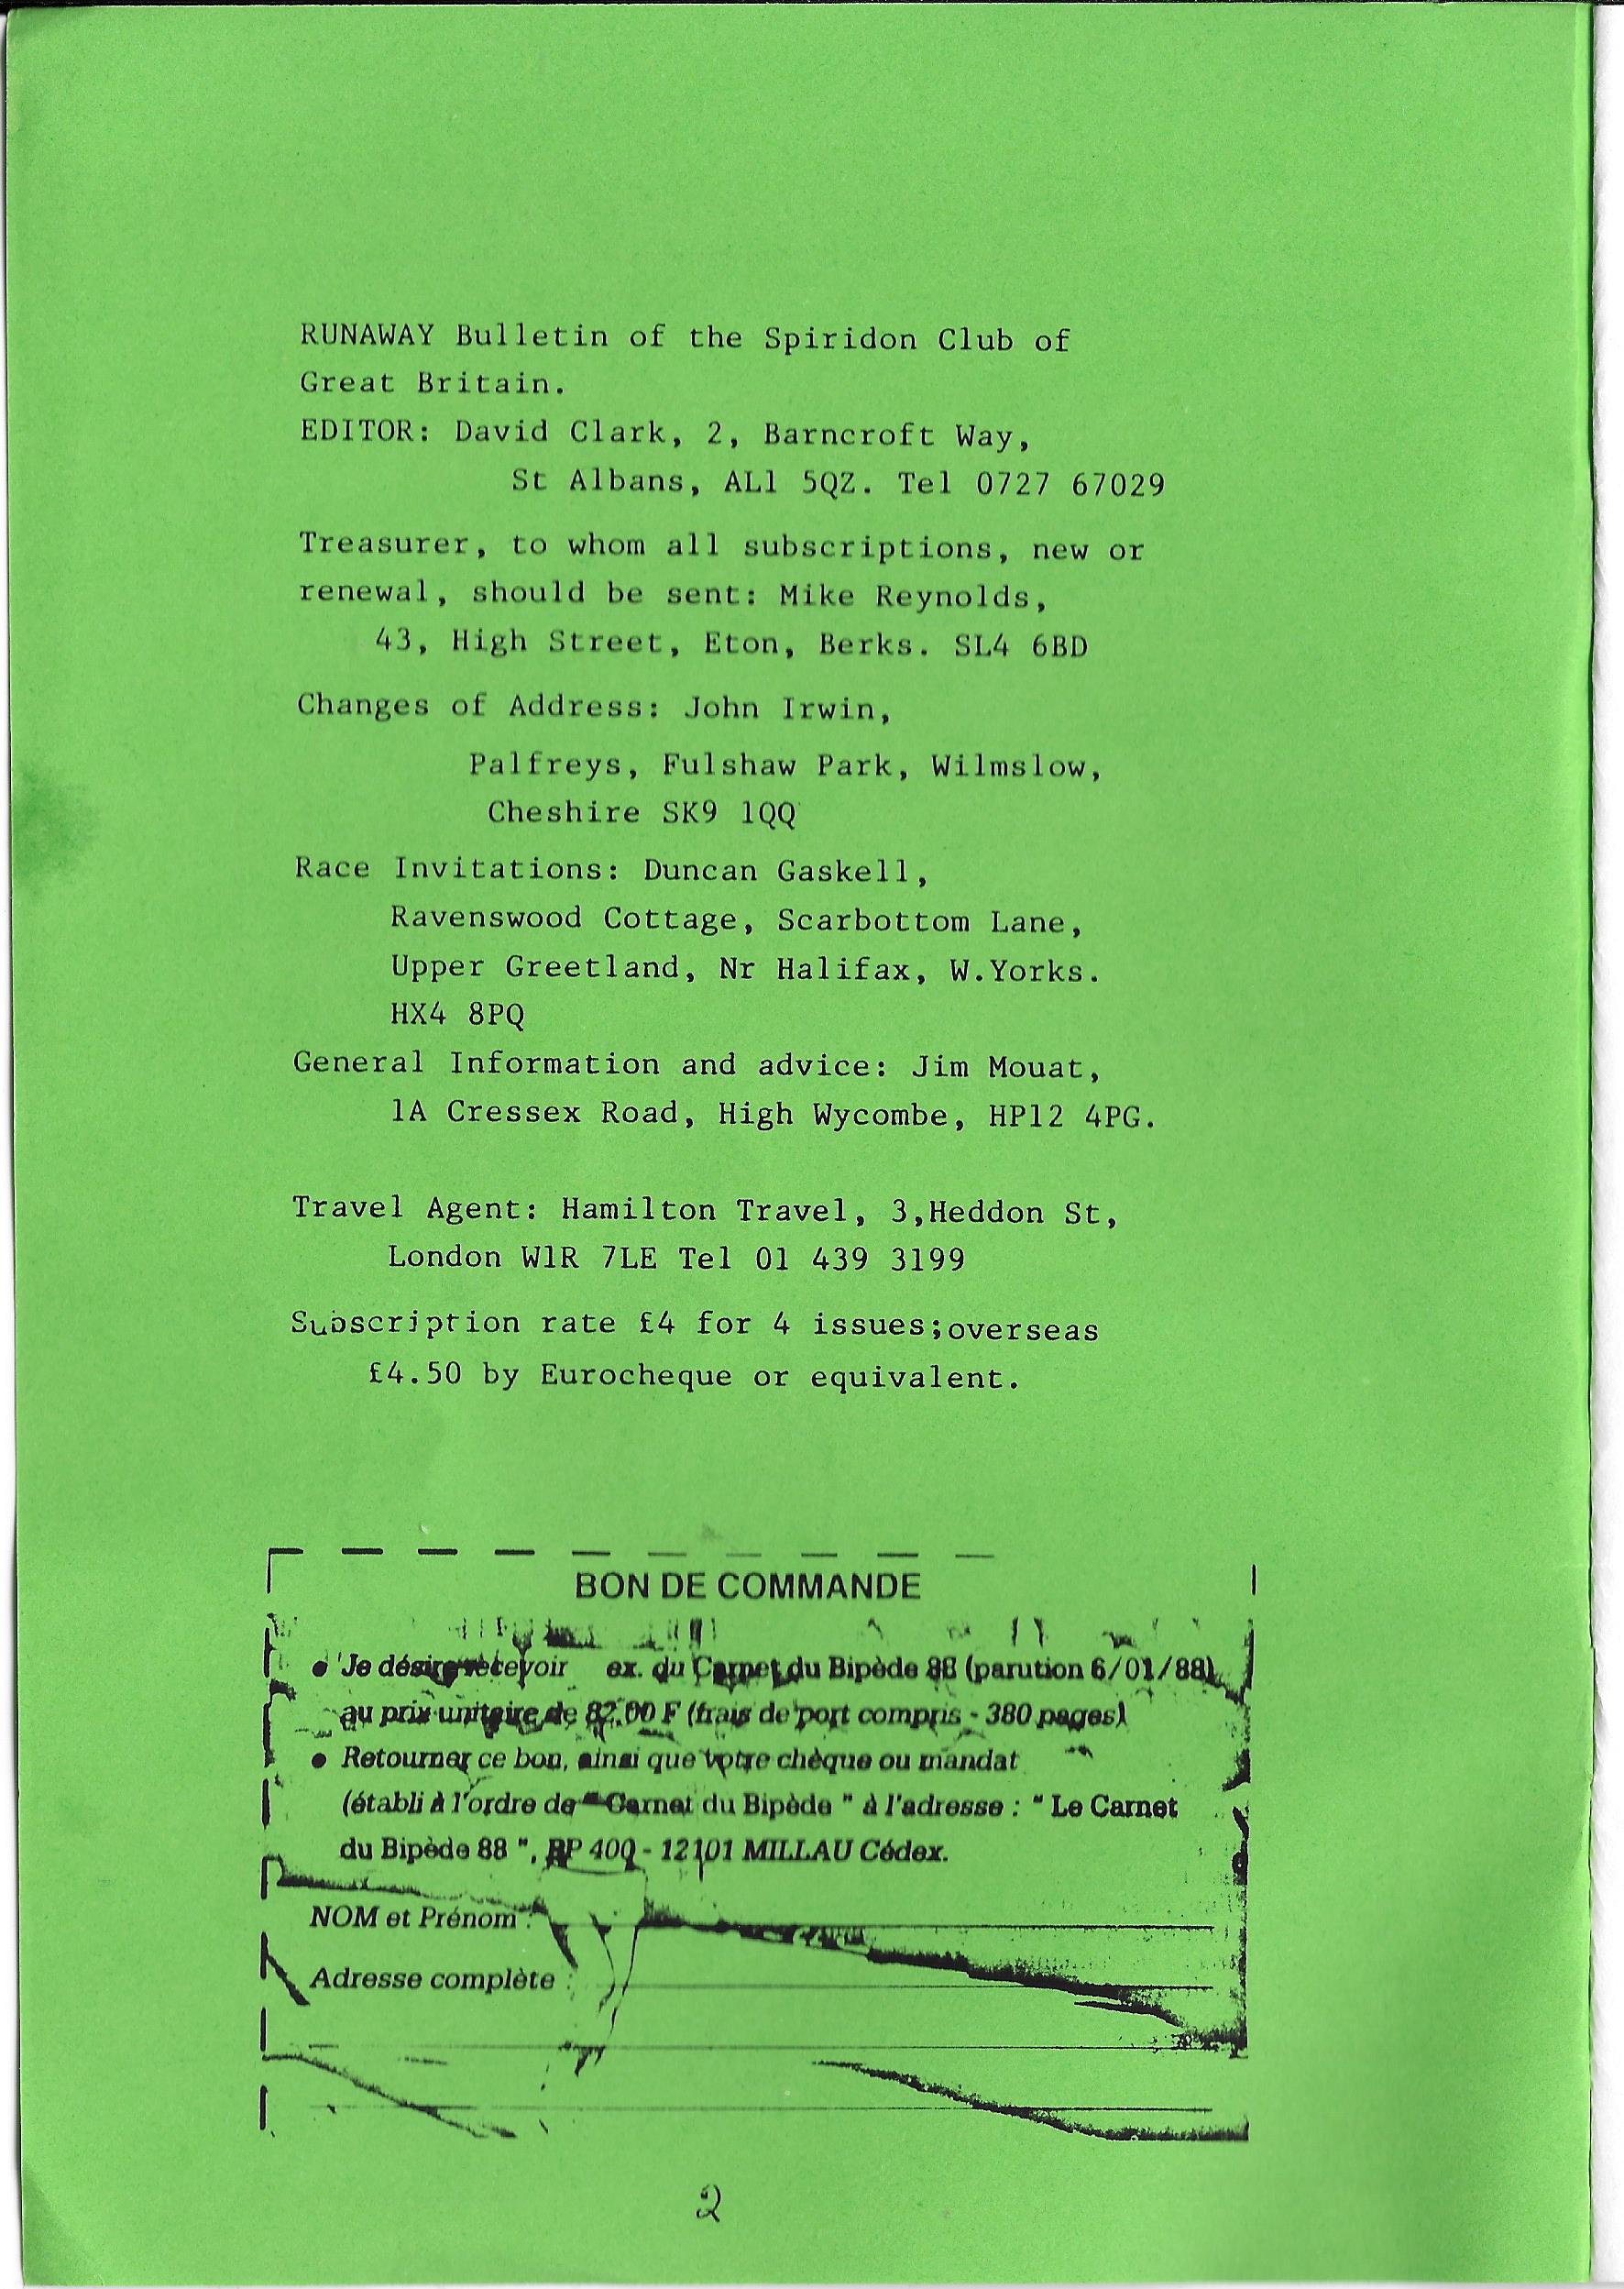 RUNAWAY Bulletin of the Spiridon Club of
Great Britain.
EDITOR: David Clark, 2, Barncroft Way,
St Albans, AL1 5QZ. Tel 0727 67029
Treasurer, to whom all subscriptions, new or
renewal, should be sent: Mike Reynolds,
43, High Street, Eton, Berks. SL4 6BD
Changes of Address: John Irwin,
Palfreys, Fulshaw Park, Wilmslow,
Cheshire SK9 1QQ
Race Invitations: Duncan Gaskell,
Ravenswood Cottage, Scarbottom Lane,
Upper Greetland, Nr Halifax, W.Yorks.
HX4 8PQ
General Information and advice: Jim Mouat,
1A Cressex Road, High Wycombe, HP12 4PG.
Travel Agent: Hamilton Travel, 3,Heddon St,
London W1R 7LE Tel 01 439 3199
Subscription rate £4 for 4 issues;overseas
£4.50 by Eurocheque or equivalent.
BON DE COMMANDE
• Je désire recevoir ex. du Carnet du Bipède 88 (parution 6/01/88)
au prix unitaire de 82,00 F (frais de port compris - 380 pages)
• Retourner ce bon, ainsi que votre chèque ou mandat
(établi à l'ordre de " Carnet du Bipède " à l'adresse : " Le Carnet
du Bipède 88 ", BP 400 - 12101 MILLAU Cédex.
NOM et Prénom :
Adresse complète :
2